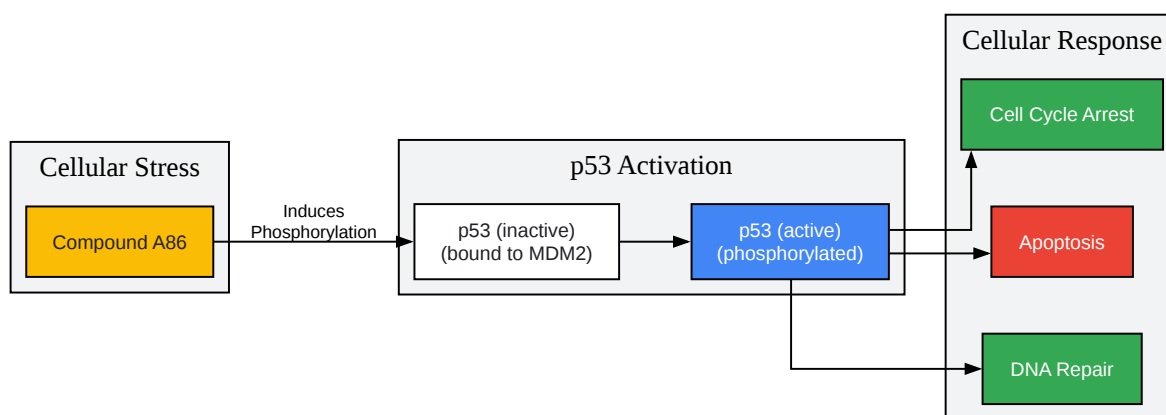 Cellular Stress
Compound A86
Induces
Phosphorylation
p53 Activation
p53 (inactive)
(bound to MDM2)
p53 (active)
(phosphorylated)
Cellular Response
Cell Cycle Arrest
Apoptosis
DNA Repair